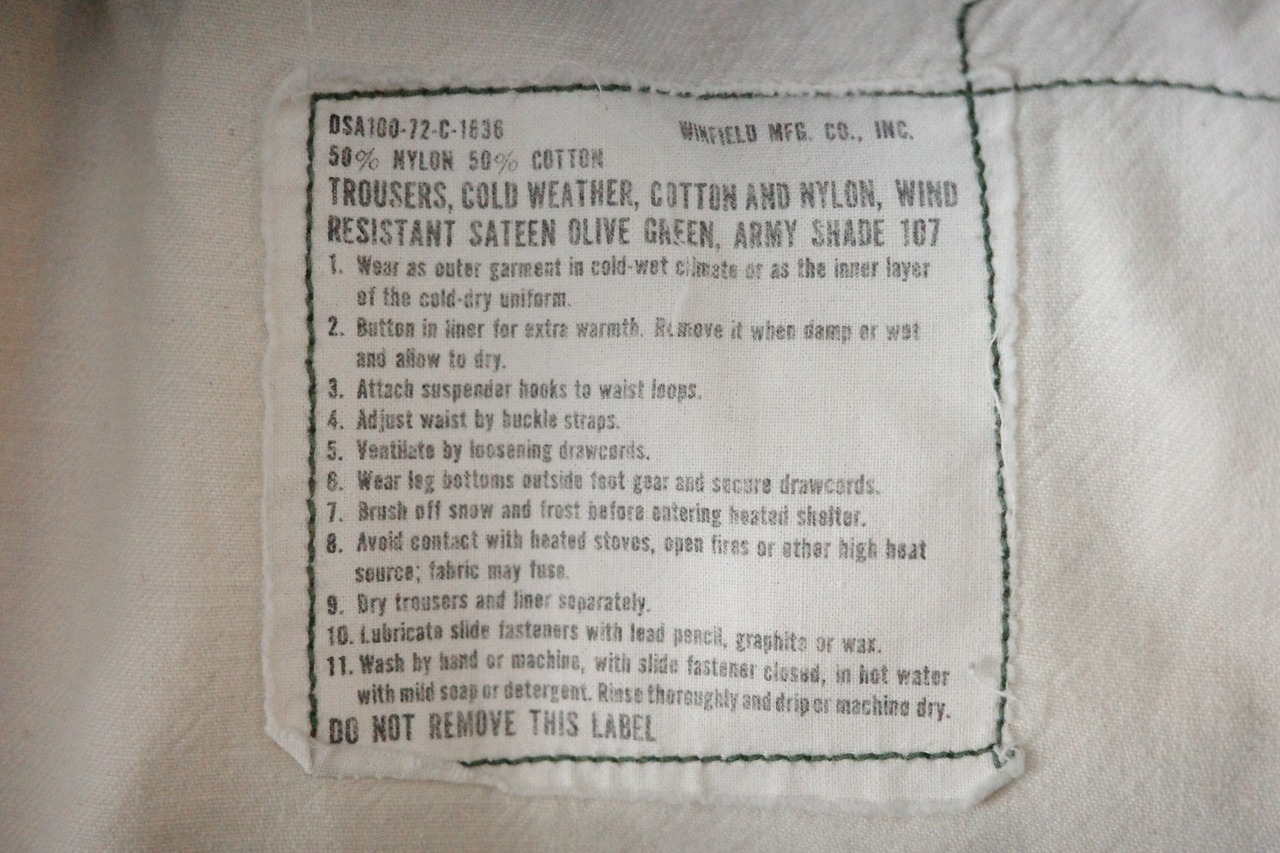 DSA100-72-C-1636 WINFIELD MFG. CO., INC.
50% NYLON 50% COTTON
TROUSERS, COLD WEATHER, COTTON AND NYLON, WIND
RESISTANT SATEEN OLIVE GREEN, ARMY SHADE 107
1. Wear as outer garment in cold-wet climate or as the inner layer
of the cold-dry uniform.
2. Button in liner for extra warmth. Remove it when damp or wet
and allow to dry.
3. Attach suspender hooks to waist loops.
4. Adjust waist by buckle straps.
5. Ventilate by loosening drawcords.
6. Wear leg bottoms outside foot gear and secure drawcords.
7. Brush off snow and frost before entering heated shelter.
8. Avoid contact with heated stoves, open fires or other high heat
source; fabric may fuse.
9. Dry trousers and liner separately.
10. Lubricate slide fasteners with lead pencil, graphite or wax.
11. Wash by hand or machine, with slide fastener closed, in hot water
with mild soap or detergent. Rinse thoroughly and drip or machine dry.
DO NOT REMOVE THIS LABEL